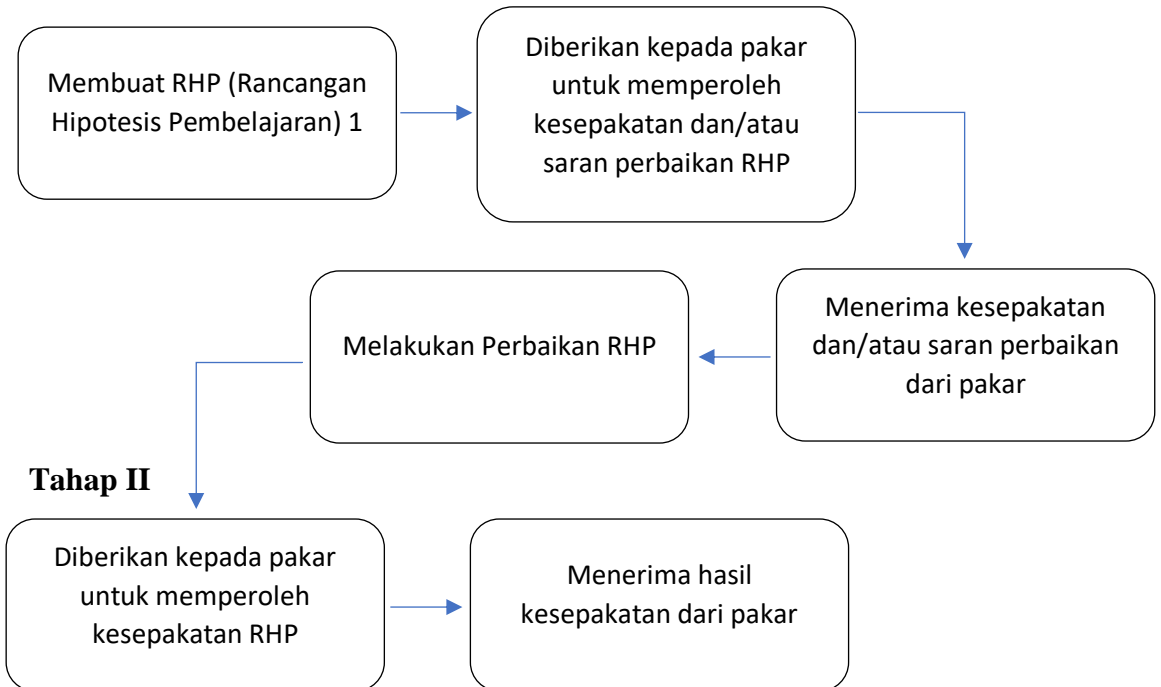 Membuat RHP (Rancangan
Hipotesis Pembelajaran) 1
Diberikan kepada pakar
untuk memperoleh
kesepakatan dan/atau
saran perbaikan RHP
Menerima kesepakatan
dan/atau saran perbaikan
dari pakar
Melakukan Perbaikan RHP
Tahap II
Diberikan kepada pakar
untuk memperoleh
kesepakatan RHP
Menerima hasil
kesepakatan dari pakar